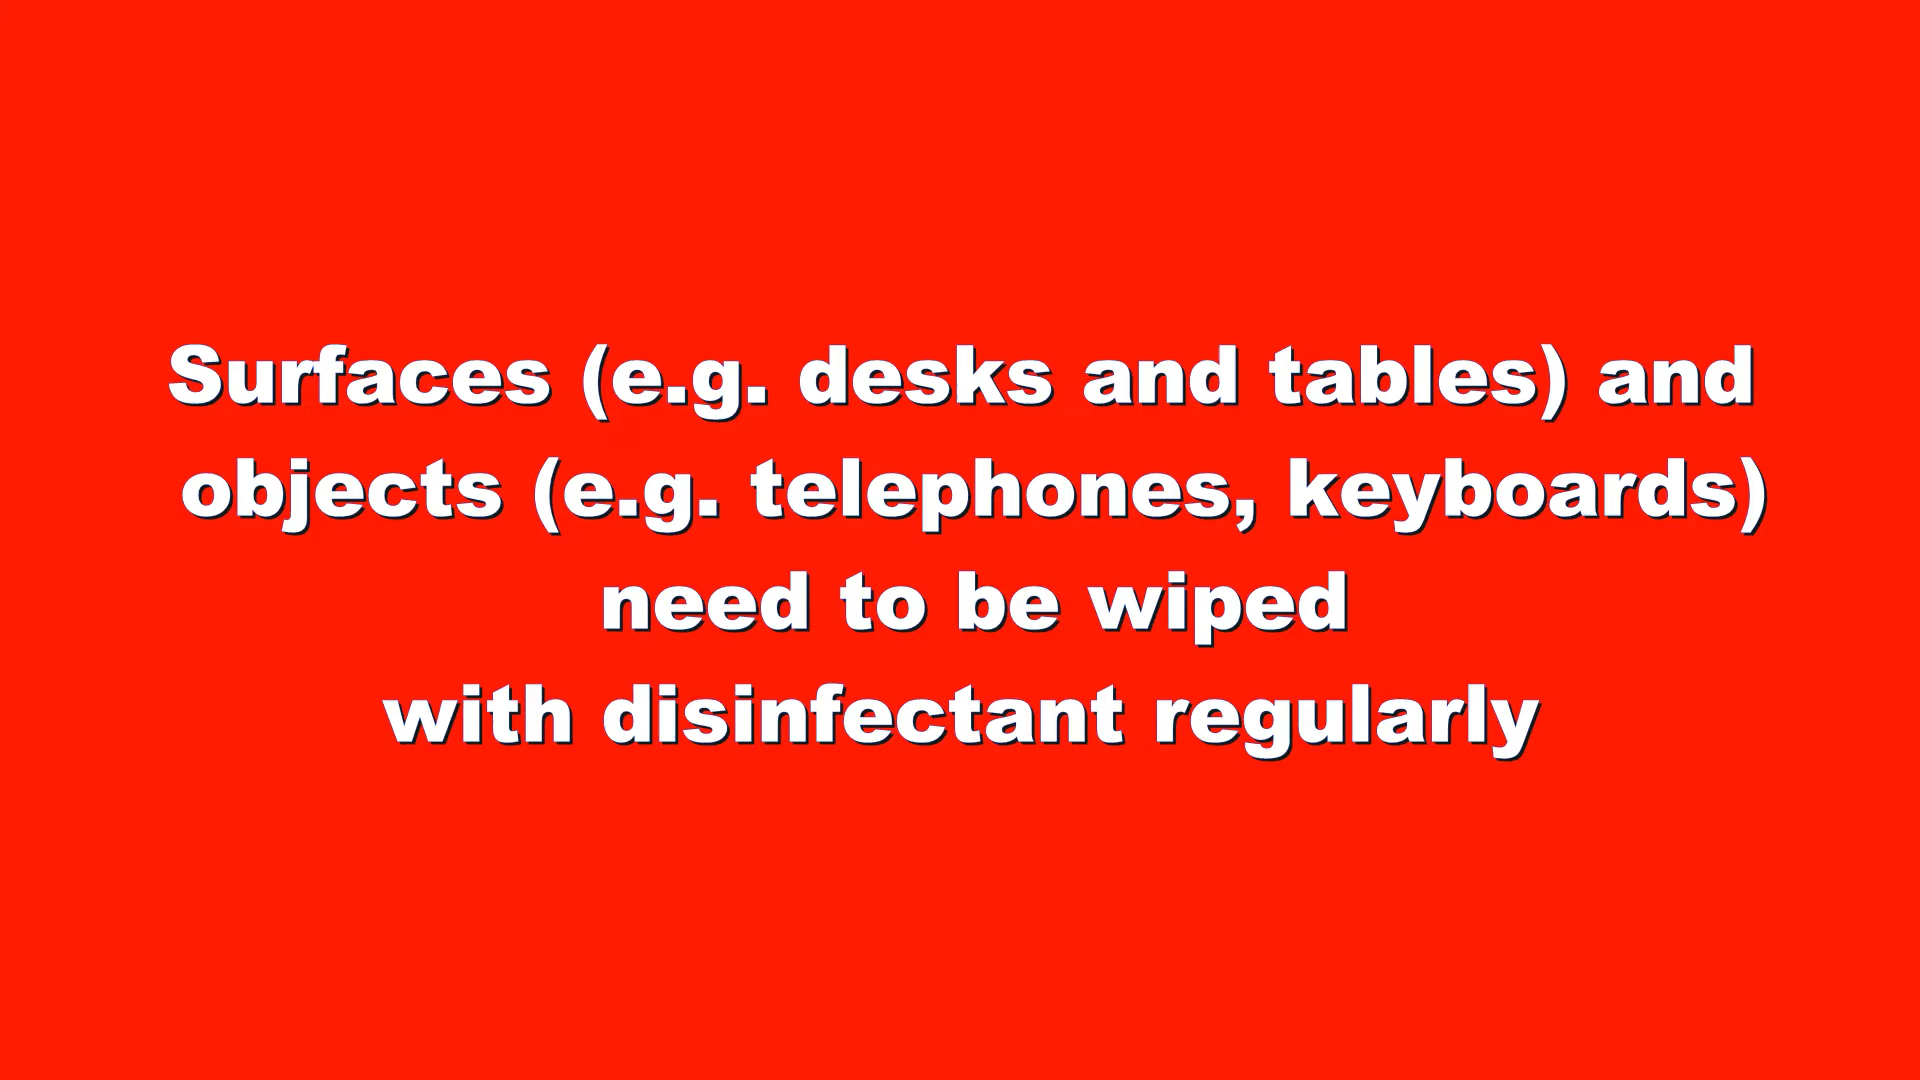 Surfaces (e.g. desks and tables) and
objects (e.g. telephones, keyboards)
need to be wiped
with disinfectant regularly